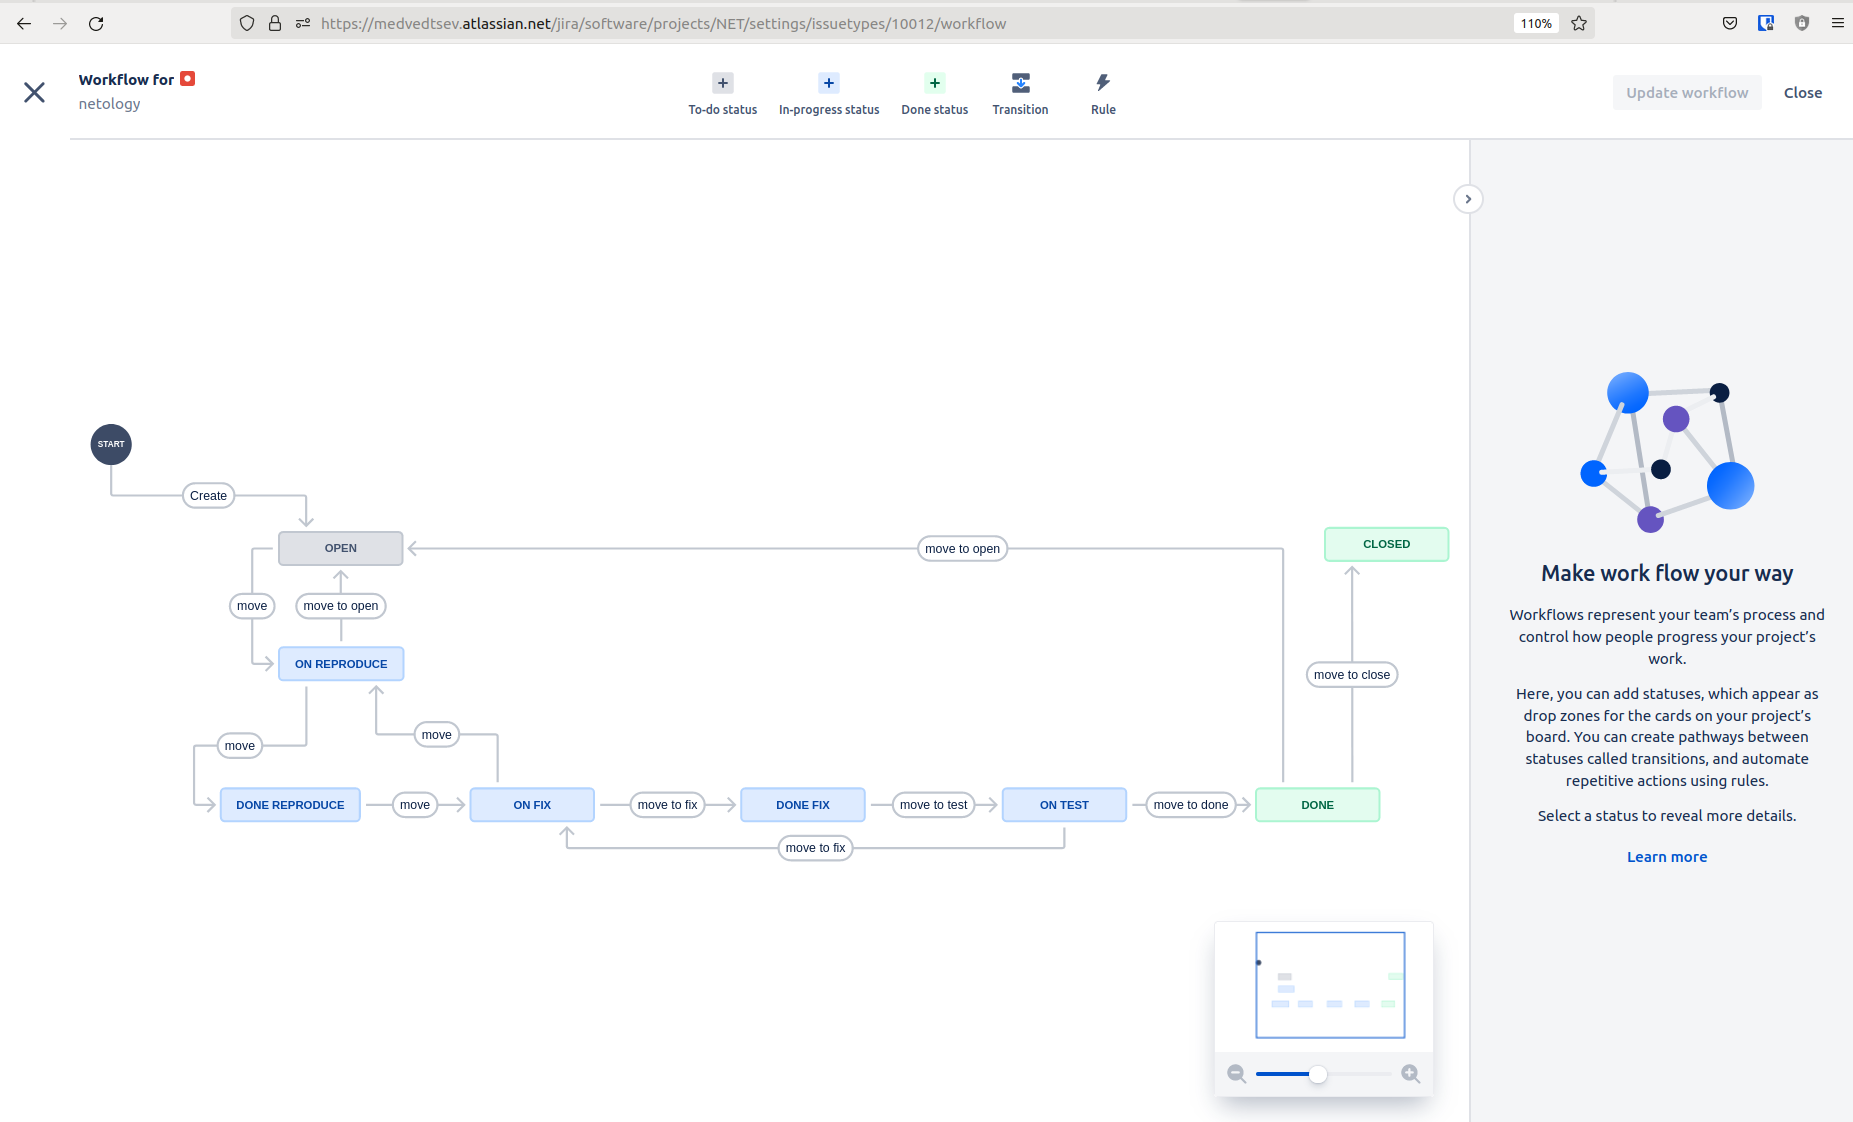 https://medvedtsev.atlassian.net/jira/software/projects/NET/settings/issuetypes/10012/workflow
110%
Workflow for
netology
To-do status
In-progress status
Done status
Transition
Rule
Update workflow
Close
START
Create
OPEN
move to open
CLOSED
move
move to open
ON REPRODUCE
move to close
move
move
DONE REPRODUCE
move
ON FIX
move to fix
DONE FIX
move to test
ON TEST
move to done
DONE
move to fix
Make work flow your way
Workflows represent your team’s process and
control how people progress your project’s
work.
Here, you can add statuses, which appear as
drop zones for the cards on your project’s
board. You can create pathways between
statuses called transitions, and automate
repetitive actions using rules.
Select a status to reveal more details.
Learn more